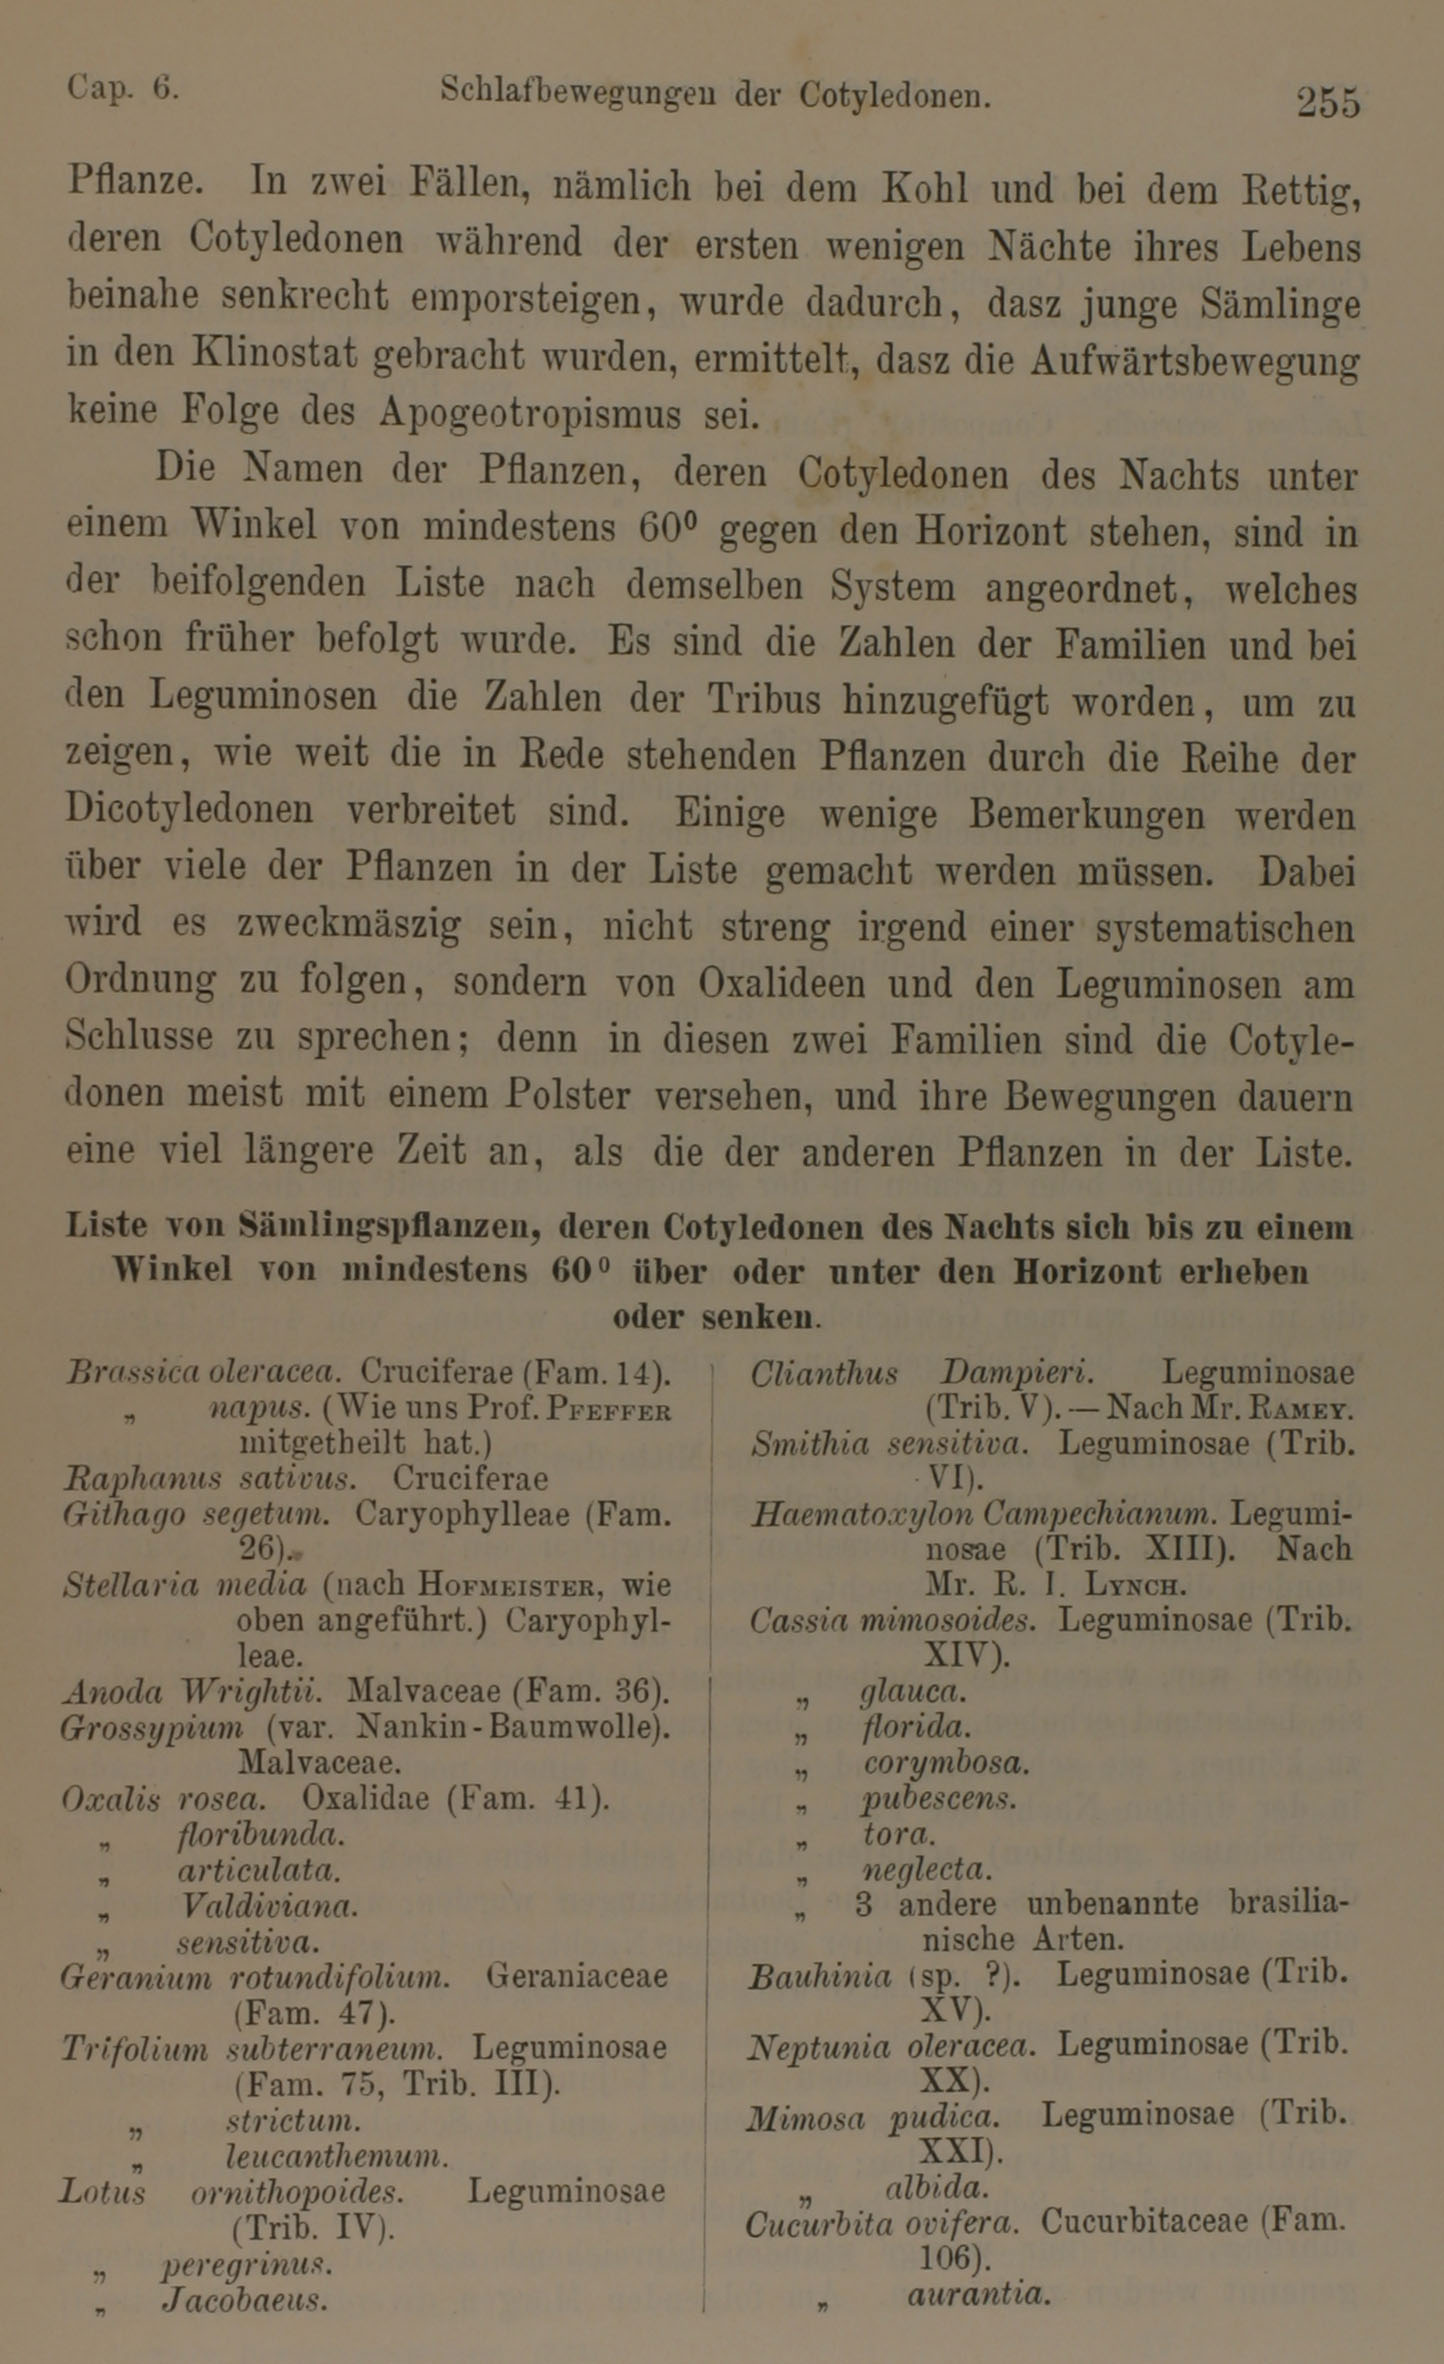 Cap. 6. Schlafbewegungen der Cotyledonen. 255
Pflanze. In zwei Fällen, nämlich bei dem Kohl und bei dem Rettig,
deren Cotyledonen während der ersten wenigen Nächte ihres Lebens
beinahe senkrecht emporsteigen, wurde dadurch, dasz junge Sämlinge
in den Klinostat gebracht wurden, ermittelt, dasz die Aufwärtsbewegung
keine Folge des Apogeotropismus sei.
Die Namen der Pflanzen, deren Cotyledonen des Nachts unter
einem Winkel von mindestens 60⁰ gegen den Horizont stehen, sind in
der beifolgenden Liste nach demselben System angeordnet, welches
schon früher befolgt wurde. Es sind die Zahlen der Familien und bei
den Leguminosen die Zahlen der Tribus hinzugefügt worden, um zu
zeigen, wie weit die in Rede stehenden Pflanzen durch die Reihe der
Dicotyledonen verbreitet sind. Einige wenige Bemerkungen werden
über viele der Pflanzen in der Liste gemacht werden müssen. Dabei
wird es zweckmäszig sein, nicht streng irgend einer systematischen
Ordnung zu folgen, sondern von Oxalideen und den Leguminosen am
Schlusse zu sprechen; denn in diesen zwei Familien sind die Cotyle-
donen meist mit einem Polster versehen, und ihre Bewegungen dauern
eine viel längere Zeit an, als die der anderen Pflanzen in der Liste.
Liste von Sämlingspflanzen, deren Cotyledonen des Nachts sich bis zu einem
Winkel von mindestens 60⁰ über oder unter den Horizont erheben
oder senken.
Brassica oleracea. Cruciferae (Fam. 14).
„ napus. (Wie uns Prof. PFEFFER
mitgetheilt hat.)
Raphanus sativus. Cruciferae
Githago segetum. Caryophylleae (Fam.
26).
Stellaria media (nach HOFMEISTER, wie
oben angeführt.) Caryophyl-
leae.
Anoda Wrightii. Malvaceae (Fam. 36).
Grossypium (var. Nankin-Baumwolle).
Malvaceae.
Oxalis rosea. Oxalidae (Fam. 41).
„ floribunda.
„ articulata.
„ Valdiviana.
„ sensitiva.
Geranium rotundifolium. Geraniaceae
(Fam. 47).
Trifolium subterraneum. Leguminosae
(Fam. 75, Trib. III).
„ strictum.
„ leucanthemum.
Lotus ornithopoides. Leguminosae
(Trib. IV).
„ peregrinus.
„ Jacobaeus.
Clianthus Dampieri. Leguminosae
(Trib. V). — Nach Mr. RAMEY.
Smithia sensitiva. Leguminosae (Trib.
VI).
Haematoxylon Campechianum. Legumi-
nosae (Trib. XIII). Nach
Mr. R. I. LYNCH.
Cassia mimosoides. Leguminosae (Trib.
XIV).
„ glauca.
„ florida.
„ corymbosa.
„ pubescens.
„ tora.
„ neglecta.
„ 3 andere unbenannte brasilia-
nische Arten.
Bauhinia (sp. ?). Leguminosae (Trib.
XV).
Neptunia oleracea. Leguminosae (Trib.
XX).
Mimosa pudica. Leguminosae (Trib.
XXI).
„ albida.
Cucurbita ovifera. Cucurbitaceae (Fam.
106).
„ aurantia.